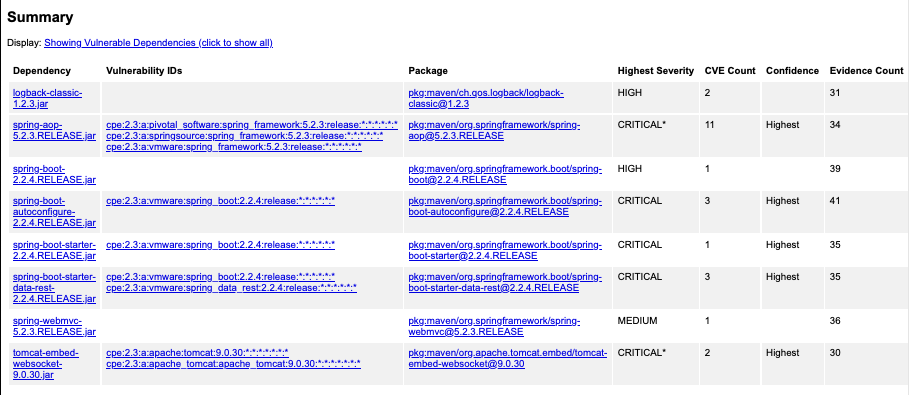 Summary
Display: Showing Vulnerable Dependencies (click to show all)
Dependency Vulnerability IDs Package Highest Severity CVE Count Confidence Evidence Count
logback-classic-
1.2.3.jar
pkg:maven/ch.qos.logback/logback-
classic@1.2.3
HIGH 2 31
spring-aop-
5.2.3.RELEASE.jar
cpe:2.3:a:pivotal_software:spring_framework:5.2.3:release:*:*:*:*:*:*
cpe:2.3:a:springsource:spring_framework:5.2.3:release:*:*:*:*:*:*
cpe:2.3:a:vmware:spring_framework:5.2.3:release:*:*:*:*:*:*
pkg:maven/org.springframework/spring-
aop@5.2.3.RELEASE
CRITICAL* 11 Highest 34
spring-boot-
2.2.4.RELEASE.jar
pkg:maven/org.springframework.boot/spring-
boot@2.2.4.RELEASE
HIGH 1 39
spring-boot-
autoconfigure-
2.2.4.RELEASE.jar
cpe:2.3:a:vmware:spring_boot:2.2.4:release:*:*:*:*:*:*
pkg:maven/org.springframework.boot/spring-
boot-autoconfigure@2.2.4.RELEASE
CRITICAL 3 Highest 41
spring-boot-starter-
2.2.4.RELEASE.jar
cpe:2.3:a:vmware:spring_boot:2.2.4:release:*:*:*:*:*:*
pkg:maven/org.springframework.boot/spring-
boot-starter@2.2.4.RELEASE
CRITICAL 1 Highest 35
spring-boot-starter-
data-rest-
2.2.4.RELEASE.jar
cpe:2.3:a:vmware:spring_boot:2.2.4:release:*:*:*:*:*:*
cpe:2.3:a:vmware:spring_data_rest:2.2.4:release:*:*:*:*:*:*
pkg:maven/org.springframework.boot/spring-
boot-starter-data-rest@2.2.4.RELEASE
CRITICAL 3 Highest 35
spring-webmvc-
5.2.3.RELEASE.jar
pkg:maven/org.springframework/spring-
webmvc@5.2.3.RELEASE
MEDIUM 1 36
tomcat-embed-
websocket-
9.0.30.jar
cpe:2.3:a:apache:tomcat:9.0.30:*:*:*:*:*:*:*
cpe:2.3:a:apache_tomcat:apache_tomcat:9.0.30:*:*:*:*:*:*:*
pkg:maven/org.apache.tomcat.embed/tomcat-
embed-websocket@9.0.30
CRITICAL* 2 Highest 30